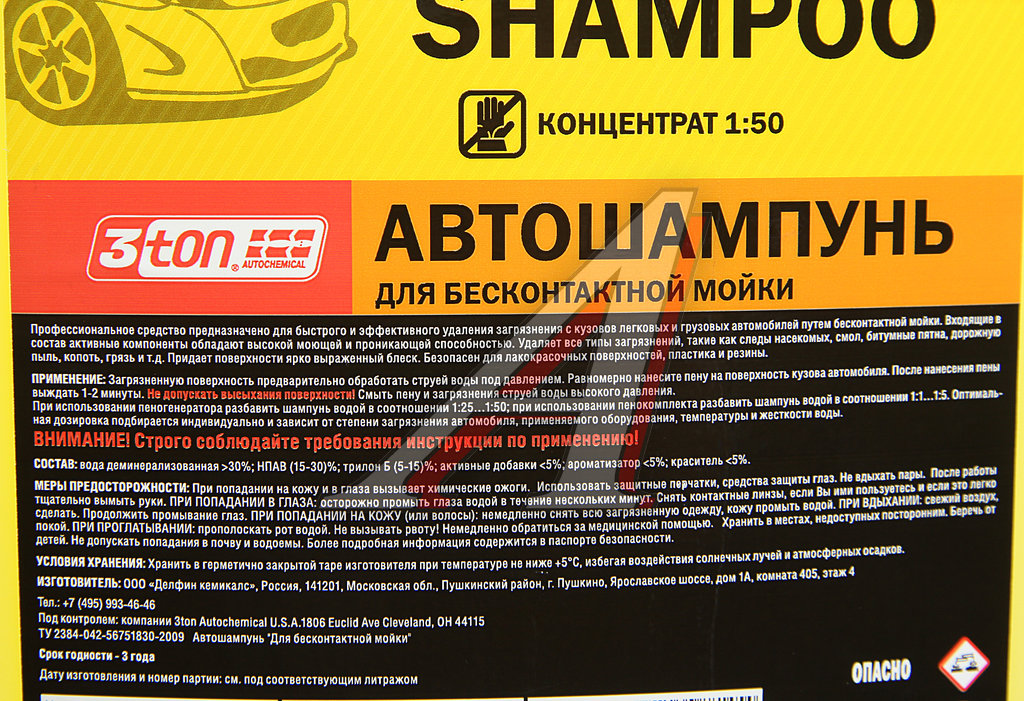 SHAMPOO
КОНЦЕНТРАТ 1:50
3ton®
AUTOCHEMICAL
АВТОШАМПУНЬ
ДЛЯ БЕСКОНТАКТНОЙ МОЙКИ
Профессиональное средство предназначено для быстрого и эффективного удаления загрязнения с кузовов легковых и грузовых автомобилей путем бесконтактной мойки. Входящие в
состав активные компоненты обладают высокой моющей и проникающей способностью. Удаляет все типы загрязнений, такие как следы насекомых, смол, битумные пятна, дорожную
пыль, копоть, грязь и т.д. Придает поверхности ярко выраженный блеск. Безопасен для лакокрасочных поверхностей, пластика и резины.
ПРИМЕНЕНИЕ: Загрязненную поверхность предварительно обработать струей воды под давлением. Равномерно нанесите пену на поверхность кузова автомобиля. После нанесения пены
выждать 1-2 минуты. Не допускать высыхания поверхности! Смыть пену и загрязнения струей воды высокого давления.
При использовании пеногенератора разбавить шампунь водой в соотношении 1:25...1:50; при использовании пенокомплекта разбавить шампунь водой в соотношении 1:1...1:5. Оптималь-
ная дозировка подбирается индивидуально и зависит от степени загрязнения автомобиля, применяемого оборудования, температуры и жесткости воды.
ВНИМАНИЕ! Строго соблюдайте требования инструкции по применению!
СОСТАВ: вода деминерализованная >30%; НПАВ (15-30)%; трилон Б (5-15)%; активные добавки <5%; ароматизатор <5%; краситель <5%.
МЕРЫ ПРЕДОСТОРОЖНОСТИ: При попадании на кожу и в глаза вызывает химические ожоги. Использовать защитные перчатки, средства защиты глаз. Не вдыхать пары. После работы
тщательно вымыть руки. ПРИ ПОПАДАНИИ В ГЛАЗА: осторожно промыть глаза водой в течение нескольких минут. Снять контактные линзы, если Вы ими пользуетесь и если это легко
сделать. Продолжить промывание глаз. ПРИ ПОПАДАНИИ НА КОЖУ (или волосы): немедленно снять всю загрязненную одежду, кожу промыть водой. ПРИ ВДЫХАНИИ: свежий воздух,
покой. ПРИ ПРОГЛАТЫВАНИИ: прополоскать рот водой. Не вызывать рвоту! Немедленно обратиться за медицинской помощью. Хранить в местах, недоступных посторонним. Беречь от
детей. Не допускать попадания в почву и водоемы. Более подробная информация содержится в паспорте безопасности.
УСЛОВИЯ ХРАНЕНИЯ: Хранить в герметично закрытой таре изготовителя при температуре не ниже +5°С, избегая воздействия солнечных лучей и атмосферных осадков.
ИЗГОТОВИТЕЛЬ: ООО «Делфин кемикалс», Россия, 141201, Московская обл., Пушкинский район, г. Пушкино, Ярославское шоссе, дом 1А, комната 405, этаж 4
Тел.: +7 (495) 993-46-46
Под контролем: компании 3ton Autochemical U.S.A.1806 Euclid Ave Cleveland, OH 44115
ТУ 2384-042-56751830-2009 Автошампунь "Для бесконтактной мойки"
Срок годности - 3 года
Дату изготовления и номер партии: см. под соответствующим литражом
ОПАСНО